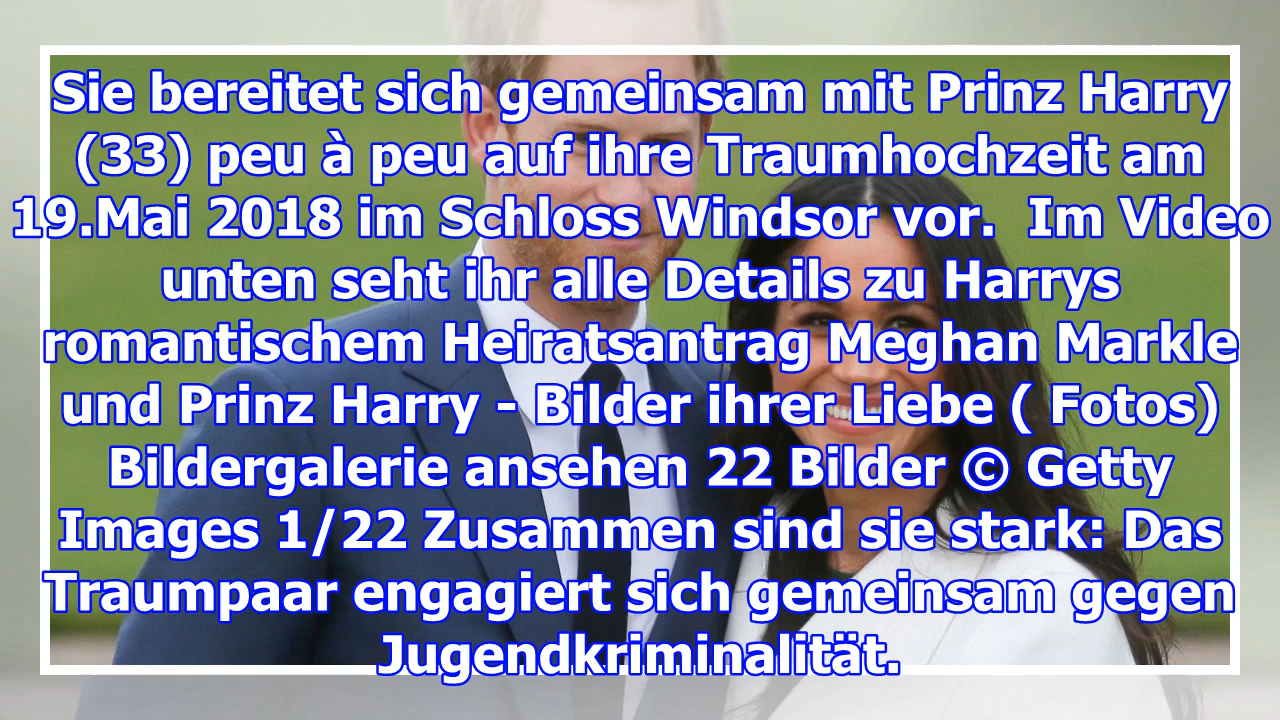 Sie bereitet sich gemeinsam mit Prinz Harry
(33) peu à peu auf ihre Traumhochzeit am
19.Mai 2018 im Schloss Windsor vor.  Im Video
unten seht ihr alle Details zu Harrys
romantischem Heiratsantrag Meghan Markle
und Prinz Harry - Bilder ihrer Liebe ( Fotos)
Bildergalerie ansehen 22 Bilder © Getty
Images 1/22 Zusammen sind sie stark: Das
Traumpaar engagiert sich gemeinsam gegen
Jugendkriminalität.